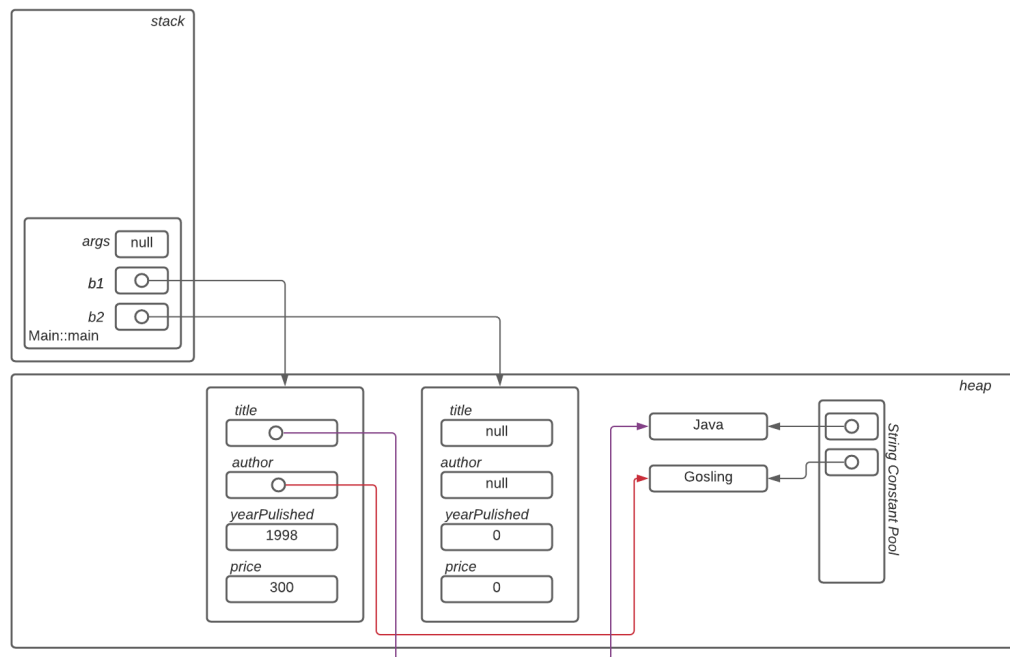 stack
args
null
b1
b2
Main::main
heap
title
author
yearPulished
1998
price
300
title
null
author
null
yearPulished
0
price
0
Java
Gosling
String Constant Pool